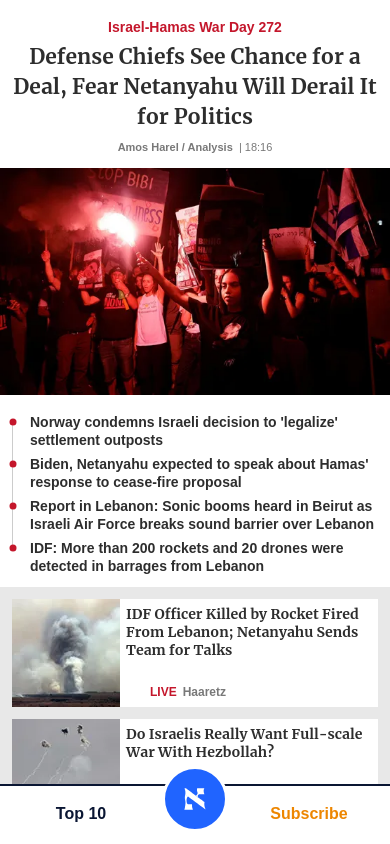 Israel-Hamas War Day 272
Defense Chiefs See Chance for a
Deal, Fear Netanyahu Will Derail It
for Politics
Amos Harel / Analysis | 18:16
STOP BIBI
Norway condemns Israeli decision to 'legalize'
settlement outposts
Biden, Netanyahu expected to speak about Hamas'
response to cease-fire proposal
Report in Lebanon: Sonic booms heard in Beirut as
Israeli Air Force breaks sound barrier over Lebanon
IDF: More than 200 rockets and 20 drones were
detected in barrages from Lebanon
IDF Officer Killed by Rocket Fired
From Lebanon; Netanyahu Sends
Team for Talks
LIVE Haaretz
Do Israelis Really Want Full-scale
War With Hezbollah?
Top 10
א
Subscribe